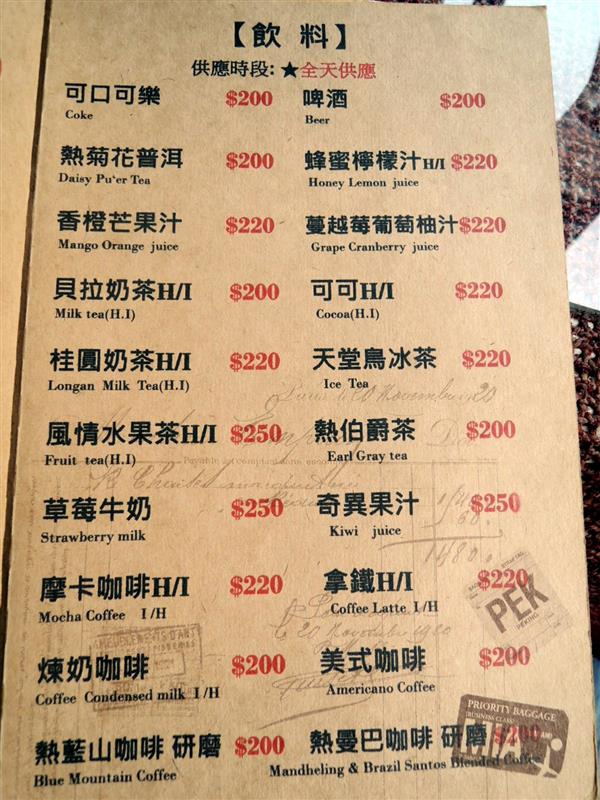 【飲 料】
供應時段: ★全天供應
可口可樂 $200
Coke
啤酒 $200
Beer
熱菊花普洱 $200
Daisy Pu'er Tea
蜂蜜檸檬汁H/I $220
Honey Lemon juice
香橙芒果汁 $220
Mango Orange juice
蔓越莓葡萄柚汁$220
Grape Cranberry juice
貝拉奶茶H/I $200
Milk tea(H.I)
可可H/I $220
Cocoa(H.I)
桂圓奶茶H/I $220
Longan Milk Tea(H.I)
天堂鳥冰茶 $220
Ice Tea
風情水果茶H/I $250
Fruit tea(H.I)
熱伯爵茶 $200
Earl Gray tea
草莓牛奶 $250
Strawberry milk
奇異果汁 $250
Kiwi juice
摩卡咖啡H/I $220
Mocha Coffee I/H
拿鐵H/I $220
Coffee Latte I/H
PEK
PEKING
煉奶咖啡 $200
Coffee Condensed milk I/H
美式咖啡 $200
Americano Coffee
PRIORITY BAGGAGE
BUSINESS CLASS
熱藍山咖啡 研磨 $200
Blue Mountain Coffee
熱曼巴咖啡 研磨 $200
Mandheling & Brazil Santos Blended Coffee